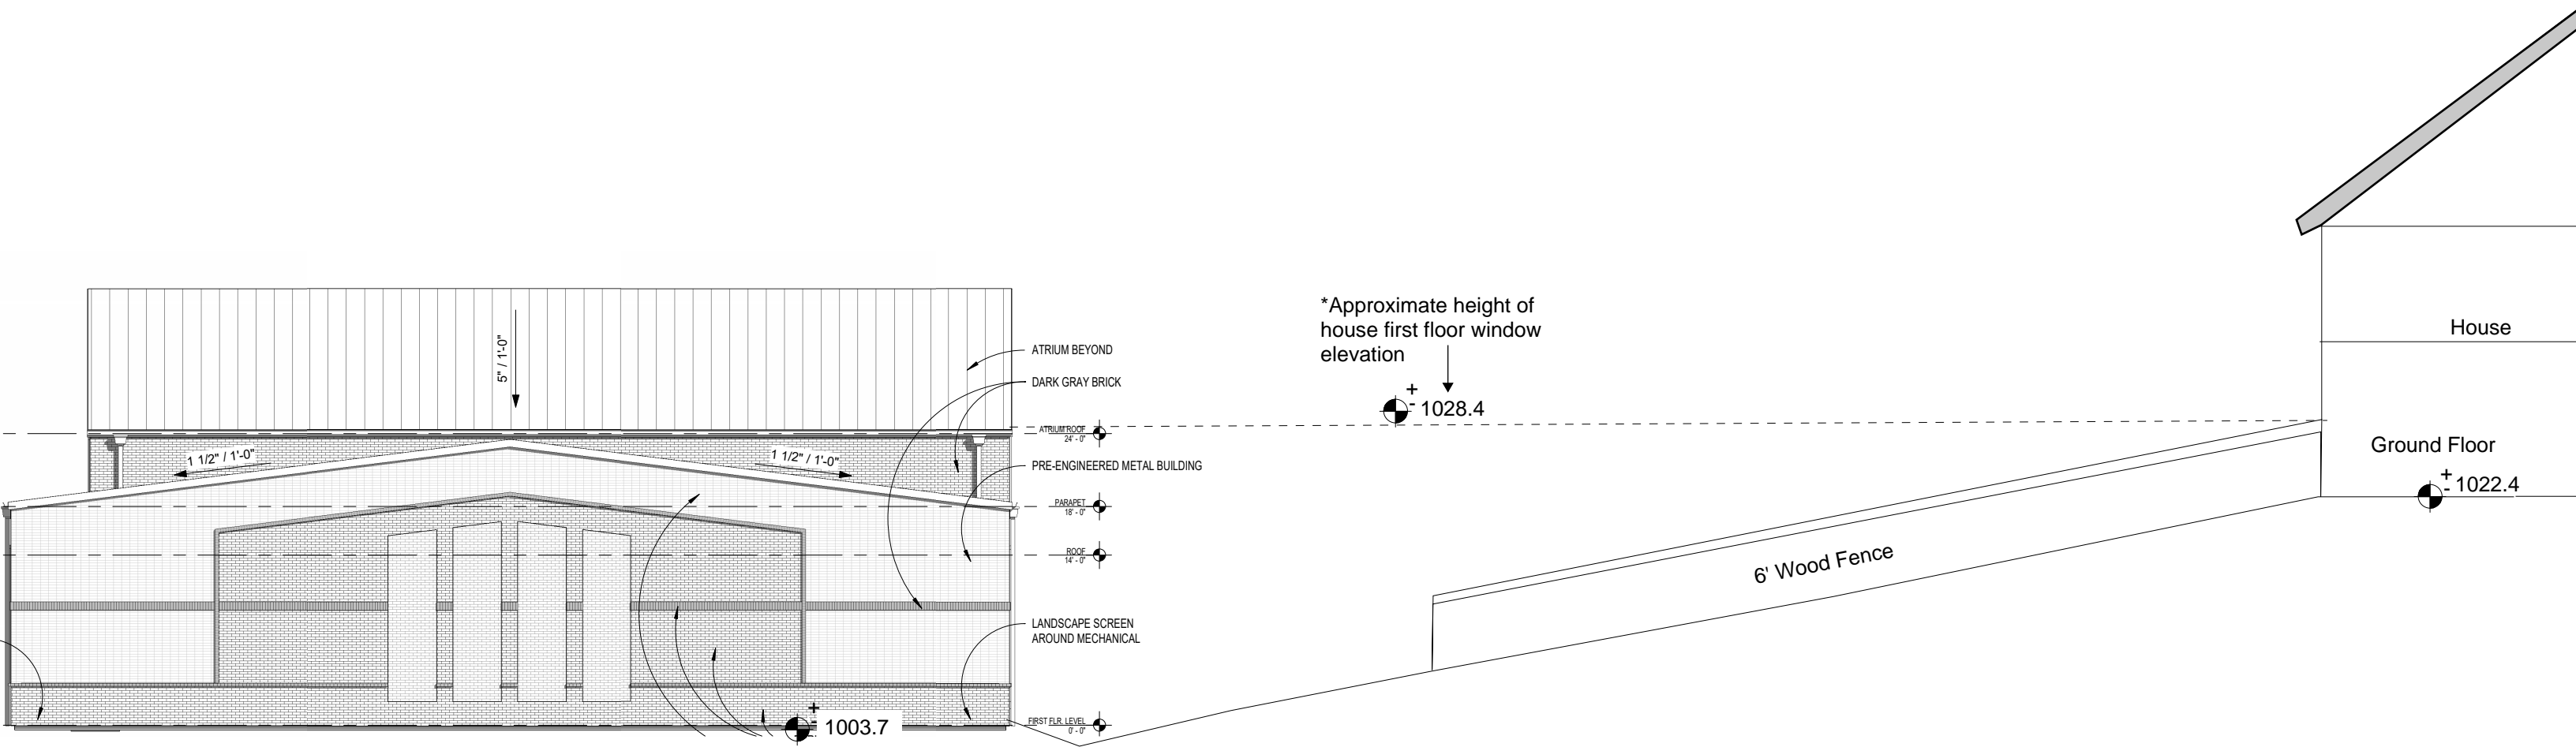 5" / 1'-0"
1 1/2" / 1'-0"
1 1/2" / 1'-0"
ATRIUM BEYOND
DARK GRAY BRICK
ATRIUM ROOF
24' - 0"
PRE-ENGINEERED METAL BUILDING
PARAPET
18' - 0"
ROOF
14' - 0"
LANDSCAPE SCREEN
AROUND MECHANICAL
FIRST FLR. LEVEL
0' - 0"
+
- 1003.7
*Approximate height of
house first floor window
elevation
+
- 1028.4
6' Wood Fence
House
Ground Floor
+
- 1022.4